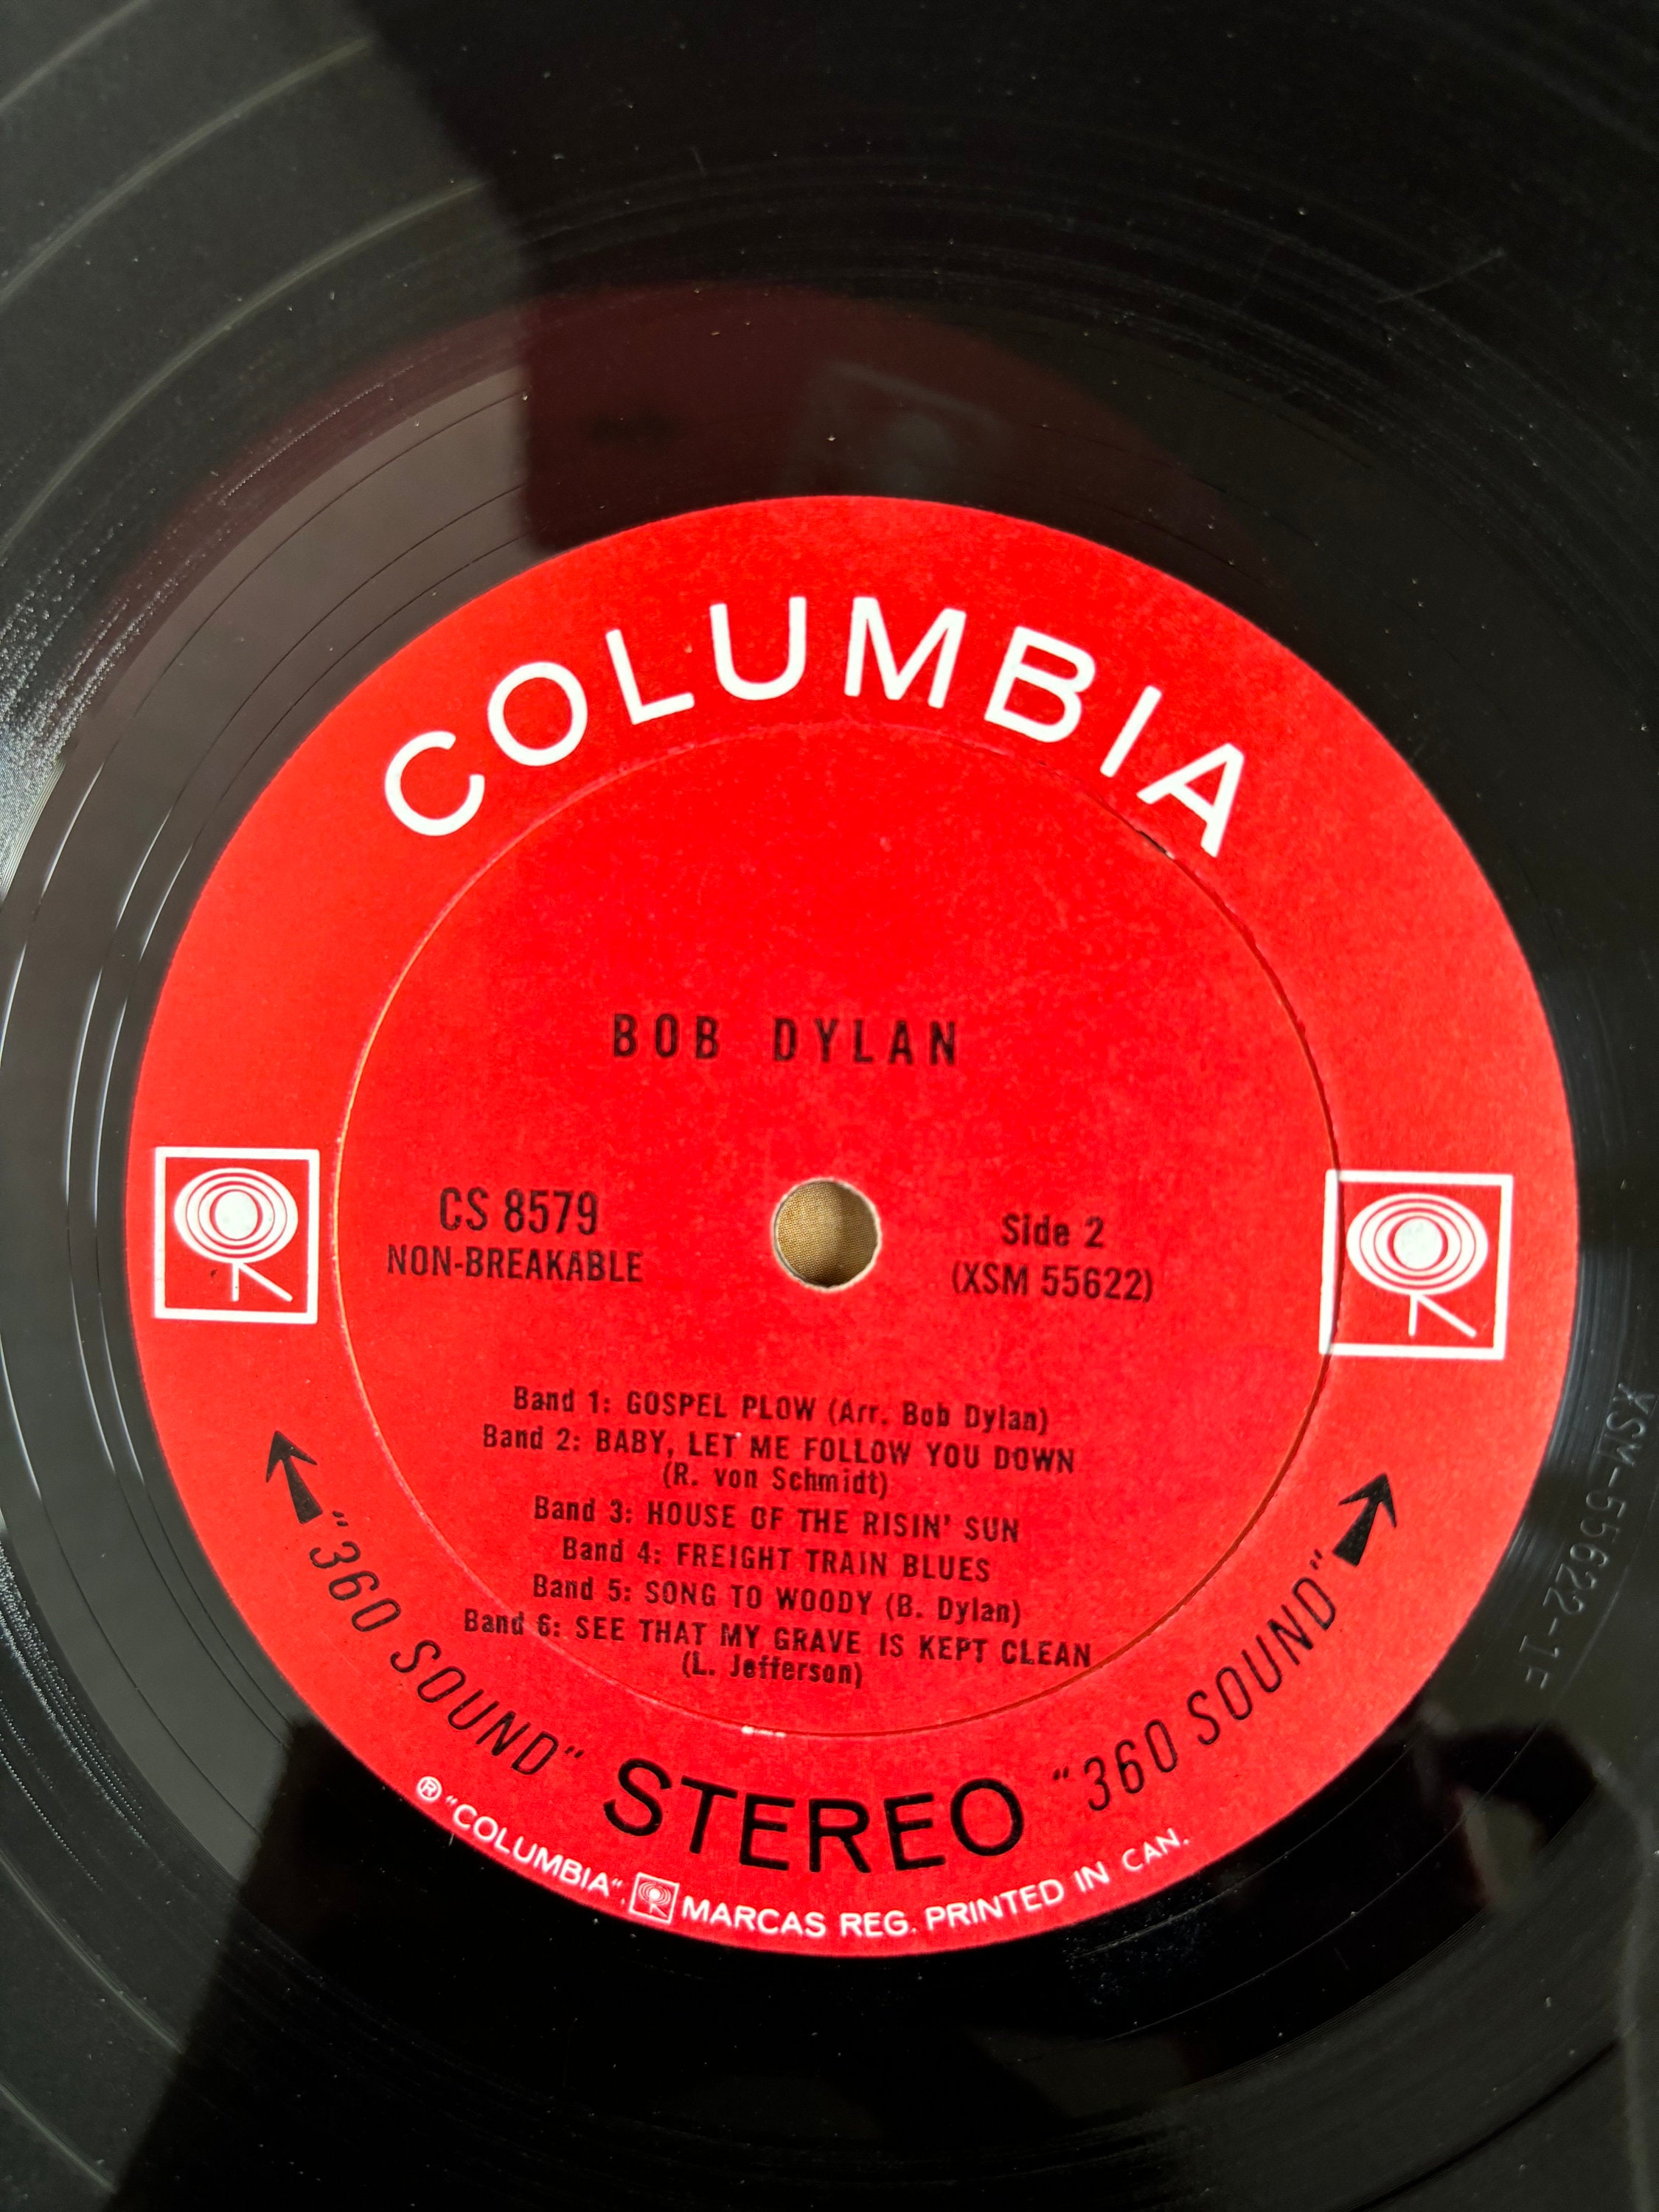 COLUMBIA
BOB DYLAN
CS 8579
NON-BREAKABLE
Side 2
(XSM 55622)
Band 1: GOSPEL PLOW (Arr. Bob Dylan)
Band 2: BABY, LET ME FOLLOW YOU DOWN
(R. von Schmidt)
Band 3: HOUSE OF THE RISIN' SUN
Band 4: FREIGHT TRAIN BLUES
Band 5: SONG TO WOODY (B. Dylan)
Band 6: SEE THAT MY GRAVE IS KEPT CLEAN
(L. Jefferson)
"360 SOUND" STEREO "360 SOUND"
® "COLUMBIA", MARCAS REG. PRINTED IN CAN.
XSM-55622-1F